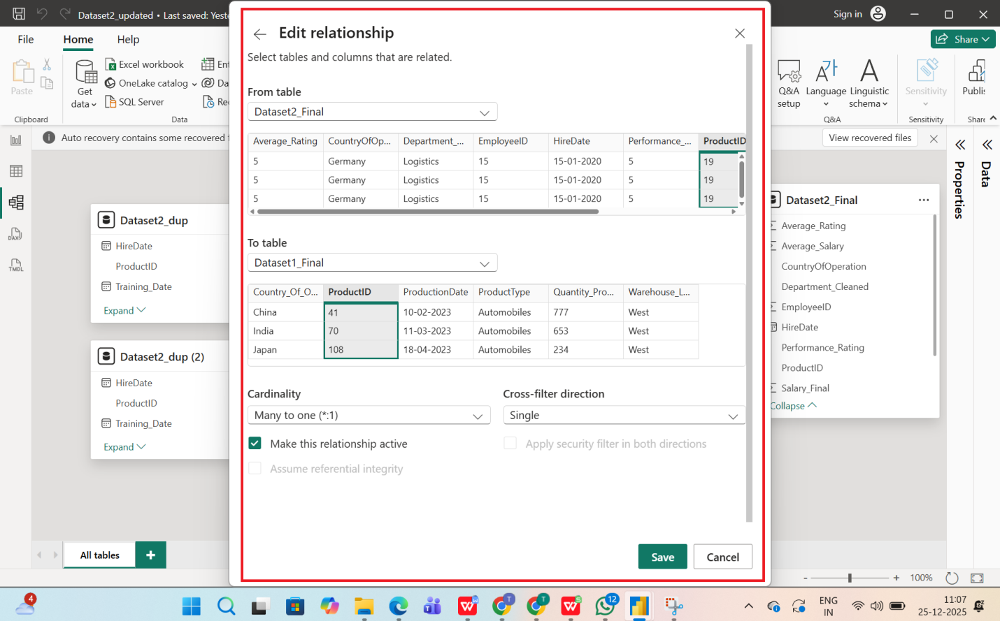 Dataset2_updated • Last saved: Yeste
Sign in
File Home Help
Share
Paste
Get data
Excel workbook
OneLake catalog
SQL Server
Ent
Da
Re
Clipboard
Data
Q&A setup
Language
Linguistic schema
Sensitivity
Publis
Q&A
Sensitivity
Share
Auto recovery contains some recovered f
View recovered files
Edit relationship
Select tables and columns that are related.
From table
Dataset2_Final
Average_Rating CountryOfOp... Department_... EmployeeID HireDate Performance_... ProductID
5 Germany Logistics 15 15-01-2020 5 19
5 Germany Logistics 15 15-01-2020 5 19
5 Germany Logistics 15 15-01-2020 5 19
To table
Dataset1_Final
Country_Of_O... ProductID ProductionDate ProductType Quantity_Pro... Warehouse_L...
China 41 10-02-2023 Automobiles 777 West
India 70 11-03-2023 Automobiles 653 West
Japan 108 18-04-2023 Automobiles 234 West
Cardinality
Many to one (*:1)
Cross-filter direction
Single
Make this relationship active
Apply security filter in both directions
Assume referential integrity
Save Cancel
DAX
TMDL
Dataset2_dup
HireDate
ProductID
Training_Date
Expand
Dataset2_dup (2)
HireDate
ProductID
Training_Date
Expand
Dataset2_Final
Average_Rating
Average_Salary
CountryOfOperation
Department_Cleaned
EmployeeID
HireDate
Performance_Rating
ProductID
Salary_Final
Collapse
Properties
Data
All tables +
- + 100%
4
T
T
12
ENG
IN
11:07
25-12-2025